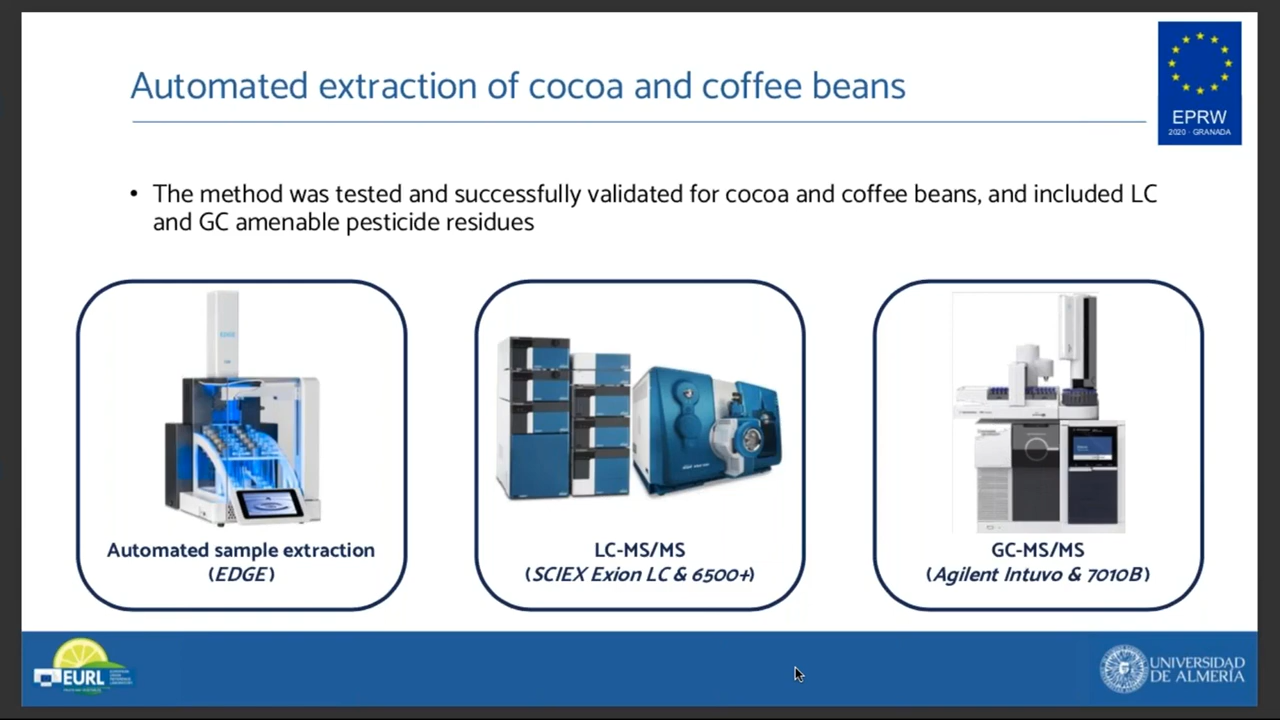 Automated extraction of cocoa and coffee beans
EPRW
2020 · GRANADA
• The method was tested and successfully validated for cocoa and coffee beans, and included LC
and GC amenable pesticide residues
EDGE
Automated sample extraction
(EDGE)
LC-MS/MS
(SCIEX Exion LC & 6500+)
GC-MS/MS
(Agilent Intuvo & 7010B)
EURL
UNIVERSIDAD
DE ALMERÍA